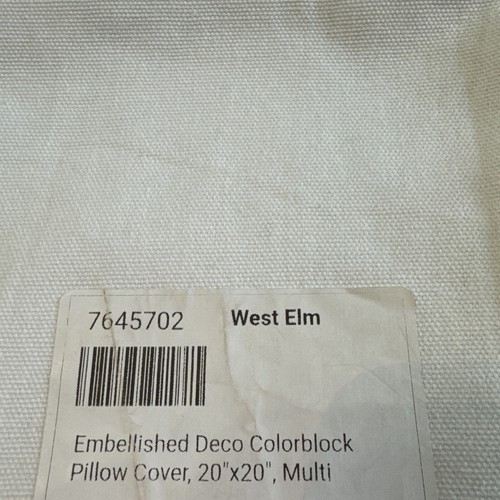 7645702 West Elm
Embellished Deco Colorblock
Pillow Cover, 20"x20", Multi